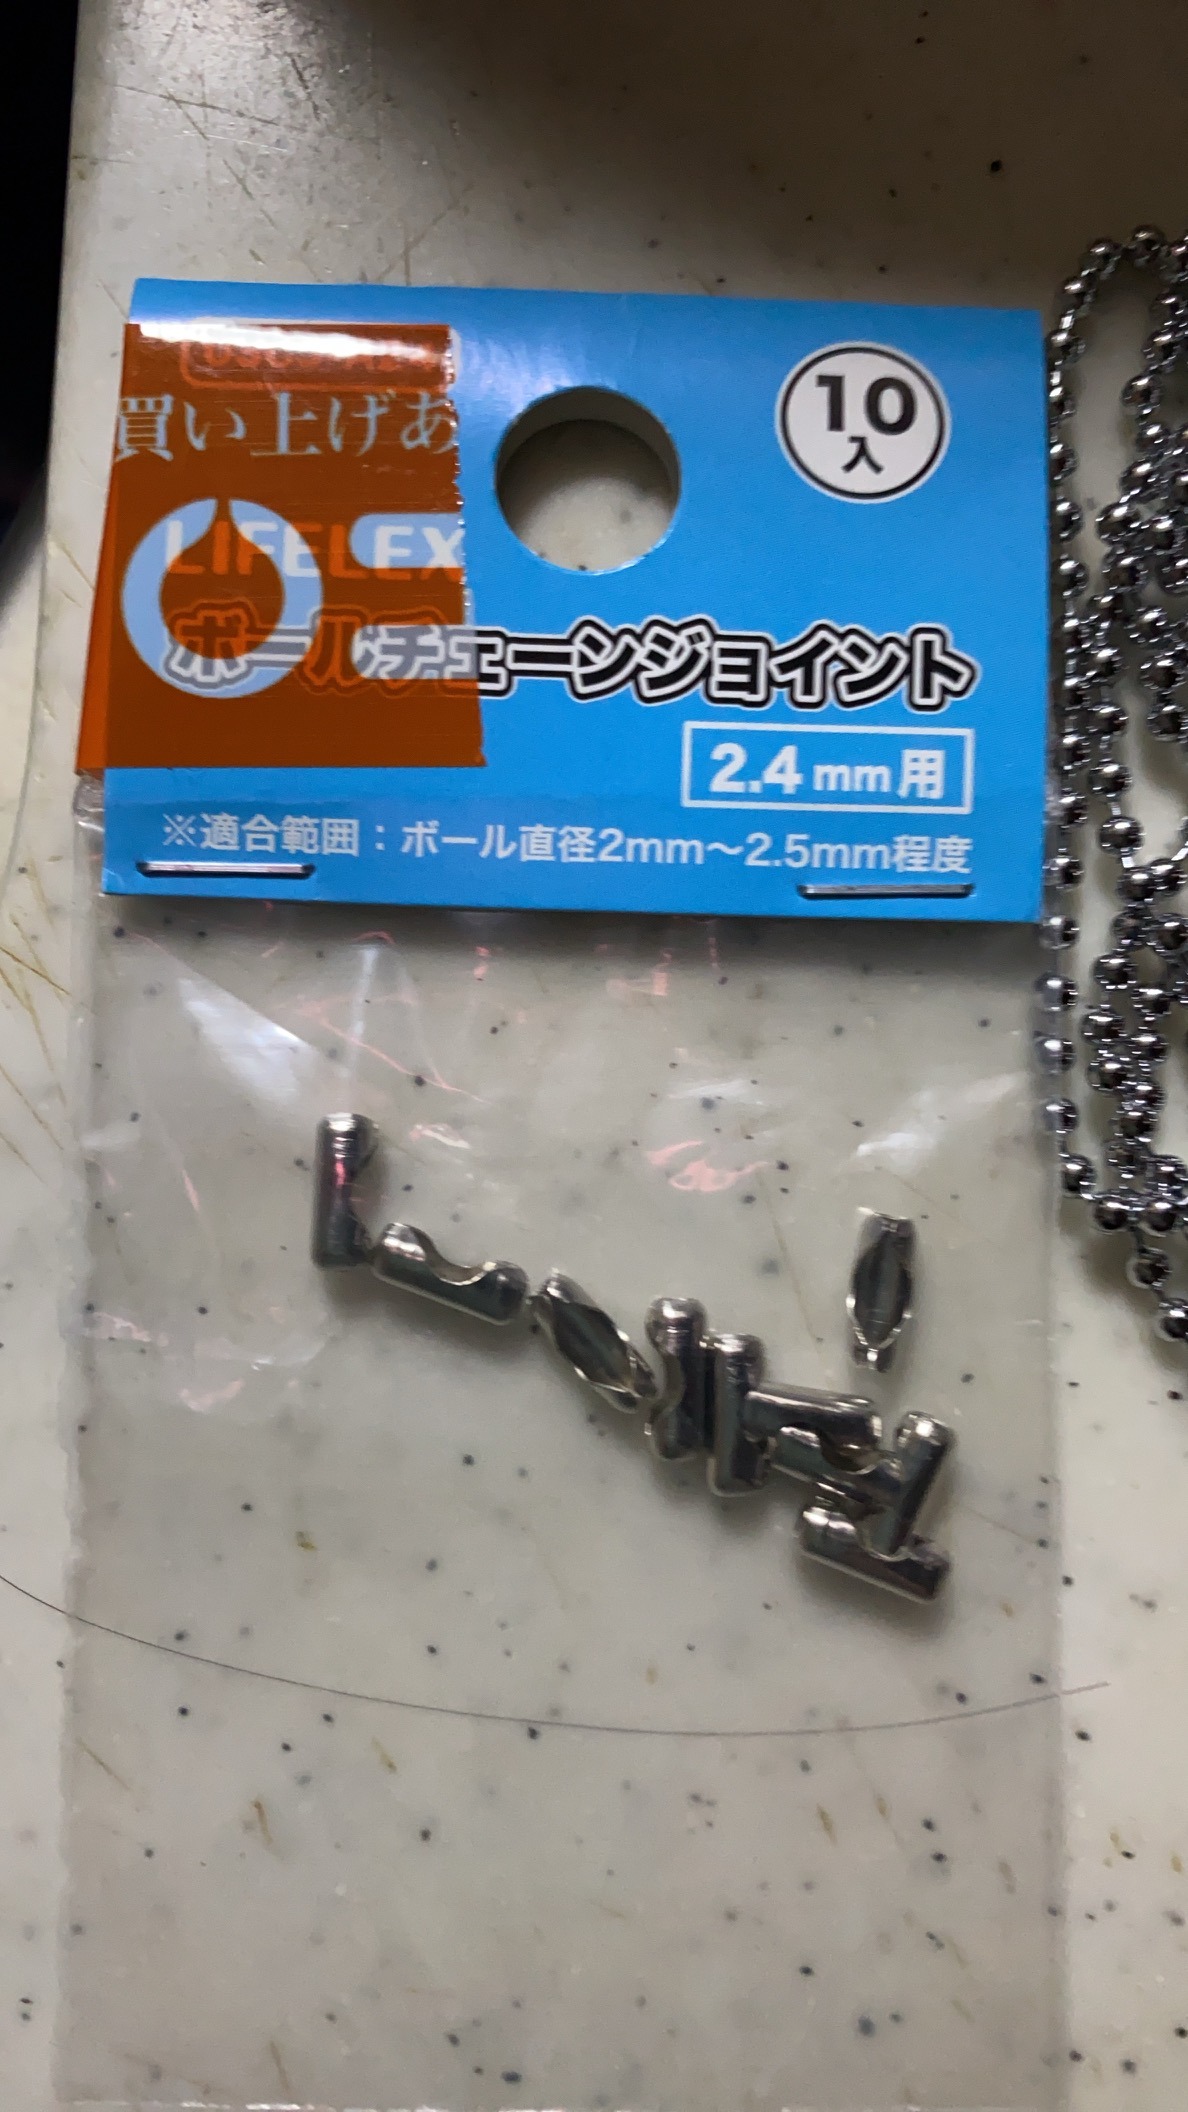 10
入
買い上げあ
LIFELEX
ボールチェーンジョイント
2.4mm用
※適合範囲：ボール直径2mm～2.5mm程度